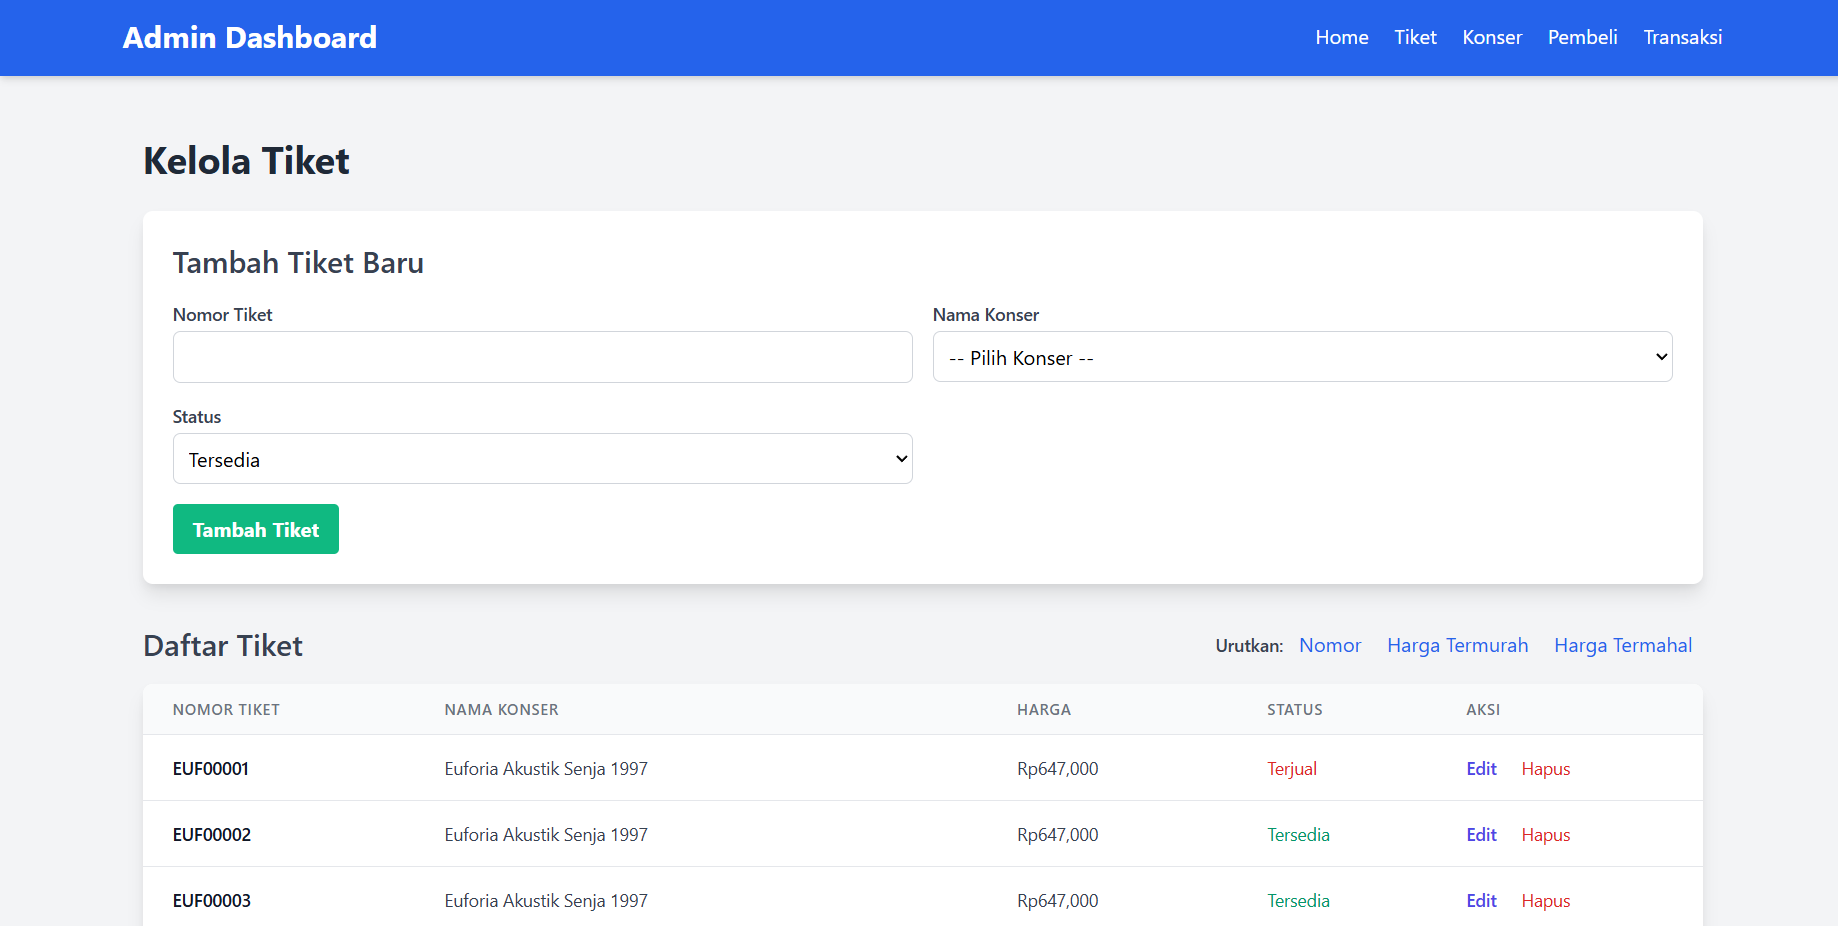 Admin Dashboard
Home Tiket Konser Pembeli Transaksi
Kelola Tiket
Tambah Tiket Baru
Nomor Tiket Nama Konser
-- Pilih Konser --
Status
Tersedia
Tambah Tiket
Daftar Tiket Urutkan: Nomor Harga Termurah Harga Termahal
NOMOR TIKET NAMA KONSER HARGA STATUS AKSI
EUF00001 Euforia Akustik Senja 1997 Rp647,000 Terjual Edit Hapus
EUF00002 Euforia Akustik Senja 1997 Rp647,000 Tersedia Edit Hapus
EUF00003 Euforia Akustik Senja 1997 Rp647,000 Tersedia Edit Hapus